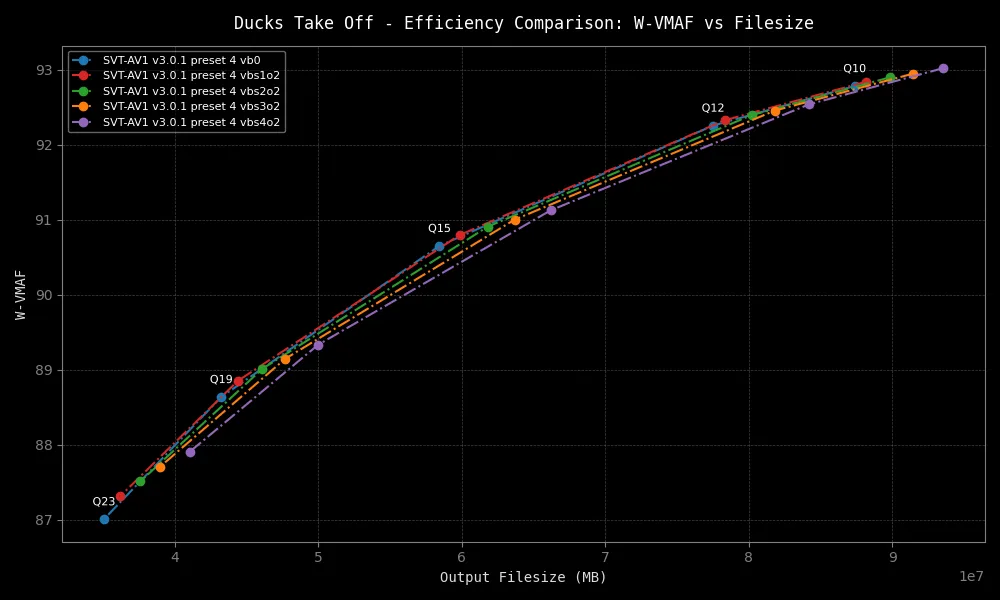 Ducks Take Off - Efficiency Comparison: W-VMAF vs Filesize
SVT-AV1 v3.0.1 preset 4 vb0
SVT-AV1 v3.0.1 preset 4 vbs1o2
SVT-AV1 v3.0.1 preset 4 vbs2o2
SVT-AV1 v3.0.1 preset 4 vbs3o2
SVT-AV1 v3.0.1 preset 4 vbs4o2
Q10
Q12
Q15
Q19
Q23
93
92
91
90
89
88
87
W-VMAF
4 5 6 7 8 9
1e7
Output Filesize (MB)